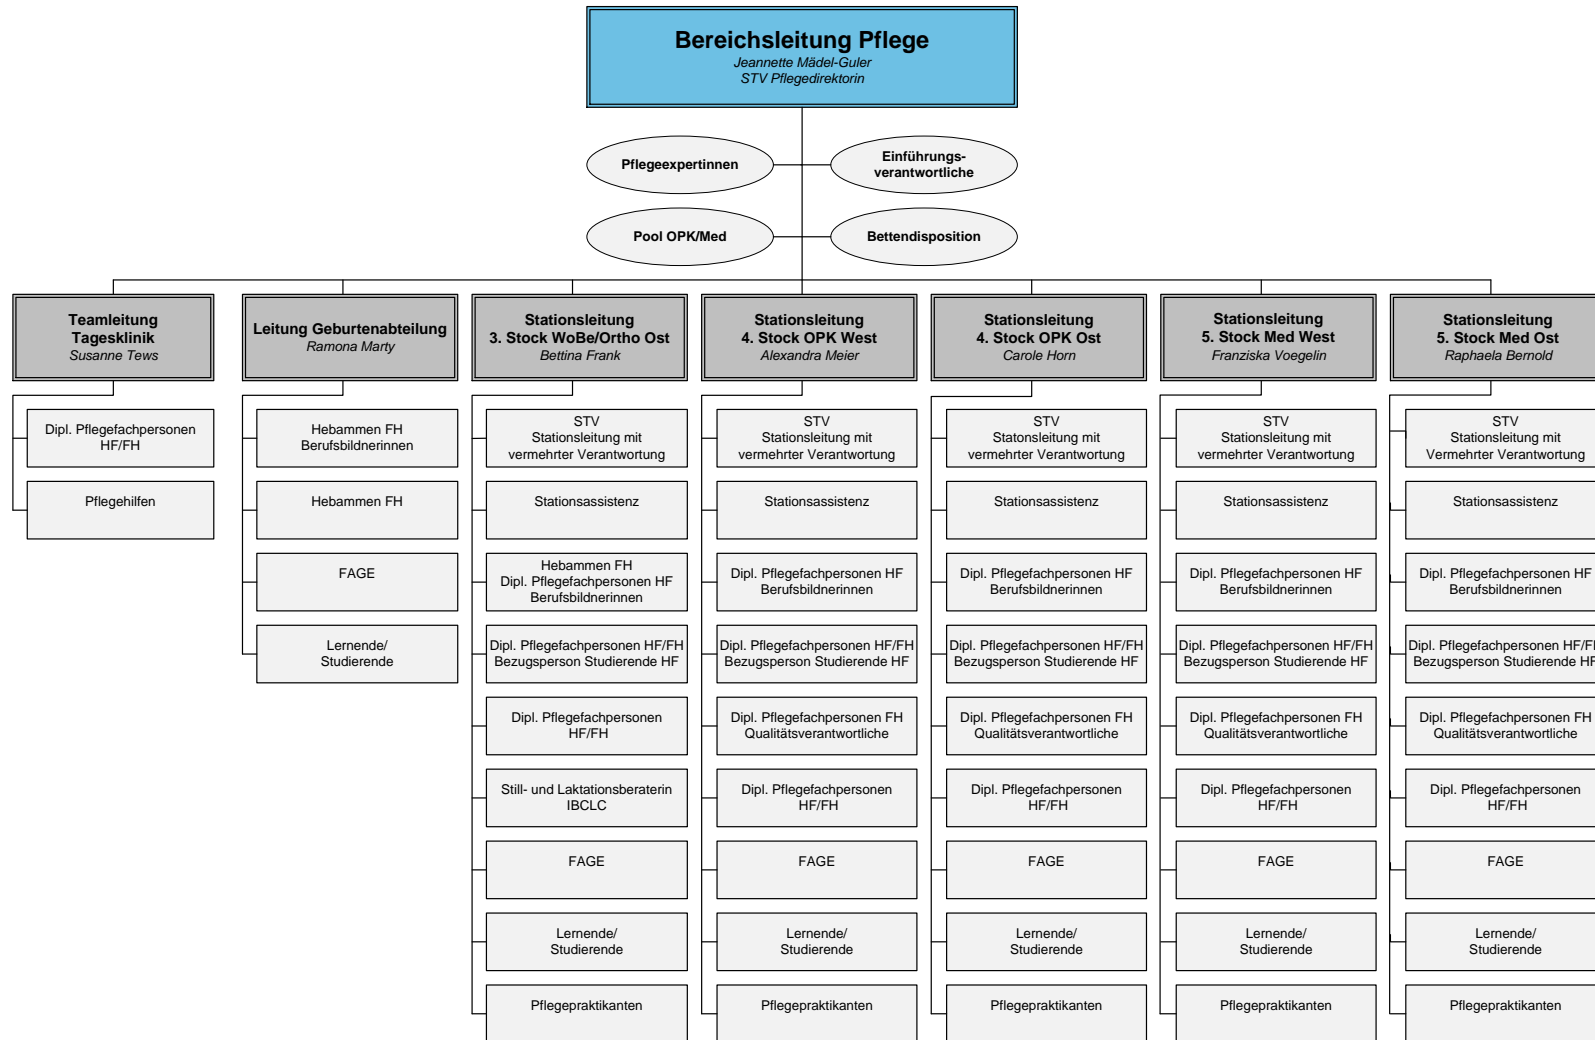 Bereichsleitung Pflege
Jeannette Mädel-Guler
STV Pflegedirektorin
Pflegeexpertinnen
Einführungs-
verantwortliche
Pool OPK/Med
Bettendisposition
Teamleitung
Tagesklinik
Susanne Tews
Dipl. Pflegefachpersonen
HF/FH
Pflegehilfen
Leitung Geburtenabteilung
Ramona Marty
Hebammen FH
Berufsbildnerinnen
Hebammen FH
FAGE
Lernende/
Studierende
Stationsleitung
3. Stock WoBe/Ortho Ost
Bettina Frank
STV
Stationsleitung mit
vermehrter Verantwortung
Stationsassistenz
Hebammen FH
Dipl. Pflegefachpersonen HF
Berufsbildnerinnen
Dipl. Pflegefachpersonen HF/FH
Bezugsperson Studierende HF
Dipl. Pflegefachpersonen
HF/FH
Still- und Laktationsberaterin
IBCLC
FAGE
Lernende/
Studierende
Pflegepraktikanten
Stationsleitung
4. Stock OPK West
Alexandra Meier
STV
Stationsleitung mit
vermehrter Verantwortung
Stationsassistenz
Dipl. Pflegefachpersonen HF
Berufsbildnerinnen
Dipl. Pflegefachpersonen HF/FH
Bezugsperson Studierende HF
Dipl. Pflegefachpersonen FH
Qualitätsverantwortliche
Dipl. Pflegefachpersonen
HF/FH
FAGE
Lernende/
Studierende
Pflegepraktikanten
Stationsleitung
4. Stock OPK Ost
Carole Horn
STV
Statonsleitung mit
vermehrter Verantwortung
Stationsassistenz
Dipl. Pflegefachpersonen HF
Berufsbildnerinnen
Dipl. Pflegefachpersonen HF/FH
Bezugsperson Studierende HF
Dipl. Pflegefachpersonen FH
Qualitätsverantwortliche
Dipl. Pflegefachpersonen
HF/FH
FAGE
Lernende/
Studierende
Pflegepraktikanten
Stationsleitung
5. Stock Med West
Franziska Voegelin
STV
Stationsleitung mit
vermehrter Verantwortung
Stationsassistenz
Dipl. Pflegefachpersonen HF
Berufsbildnerinnen
Dipl. Pflegefachpersonen HF/FH
Bezugsperson Studierende HF
Dipl. Pflegefachpersonen FH
Qualitätsverantwortliche
Dipl. Pflegefachpersonen
HF/FH
FAGE
Lernende/
Studierende
Pflegepraktikanten
Stationsleitung
5. Stock Med Ost
Raphaela Bernold
STV
Stationsleitung mit
Vermehrter Verantwortung
Stationsassistenz
Dipl. Pflegefachpersonen HF
Berufsbildnerinnen
Dipl. Pflegefachpersonen HF/FH
Bezugsperson Studierende HF
Dipl. Pflegefachpersonen FH
Qualitätsverantwortliche
Dipl. Pflegefachpersonen
HF/FH
FAGE
Lernende/
Studierende
Pflegepraktikanten